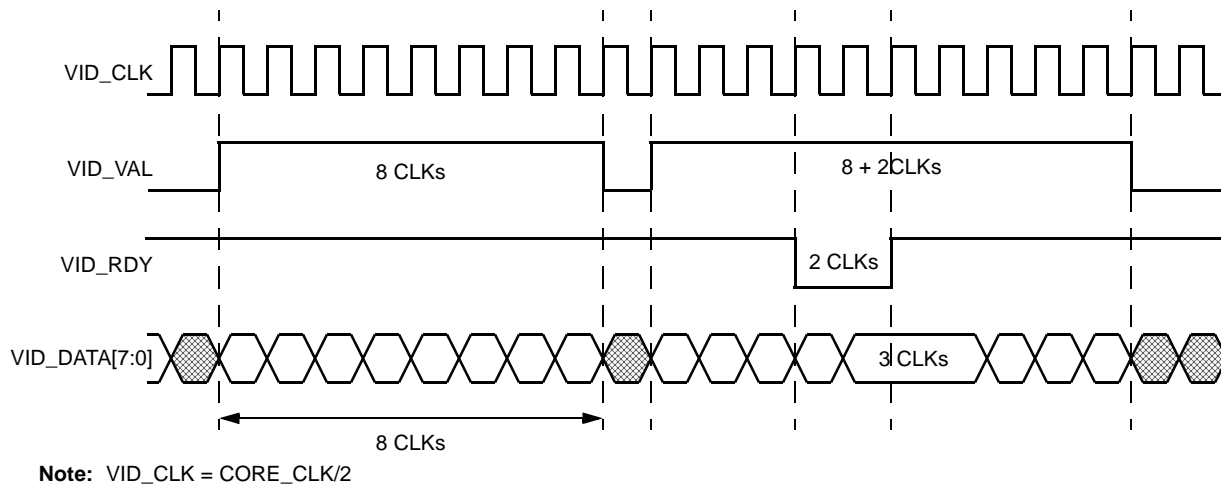 VID_CLK
VID_VAL
8 CLKs
8 + 2CLKs
VID_RDY
2 CLKs
VID_DATA[7:0]
3 CLKs
8 CLKs
Note: VID_CLK = CORE_CLK/2